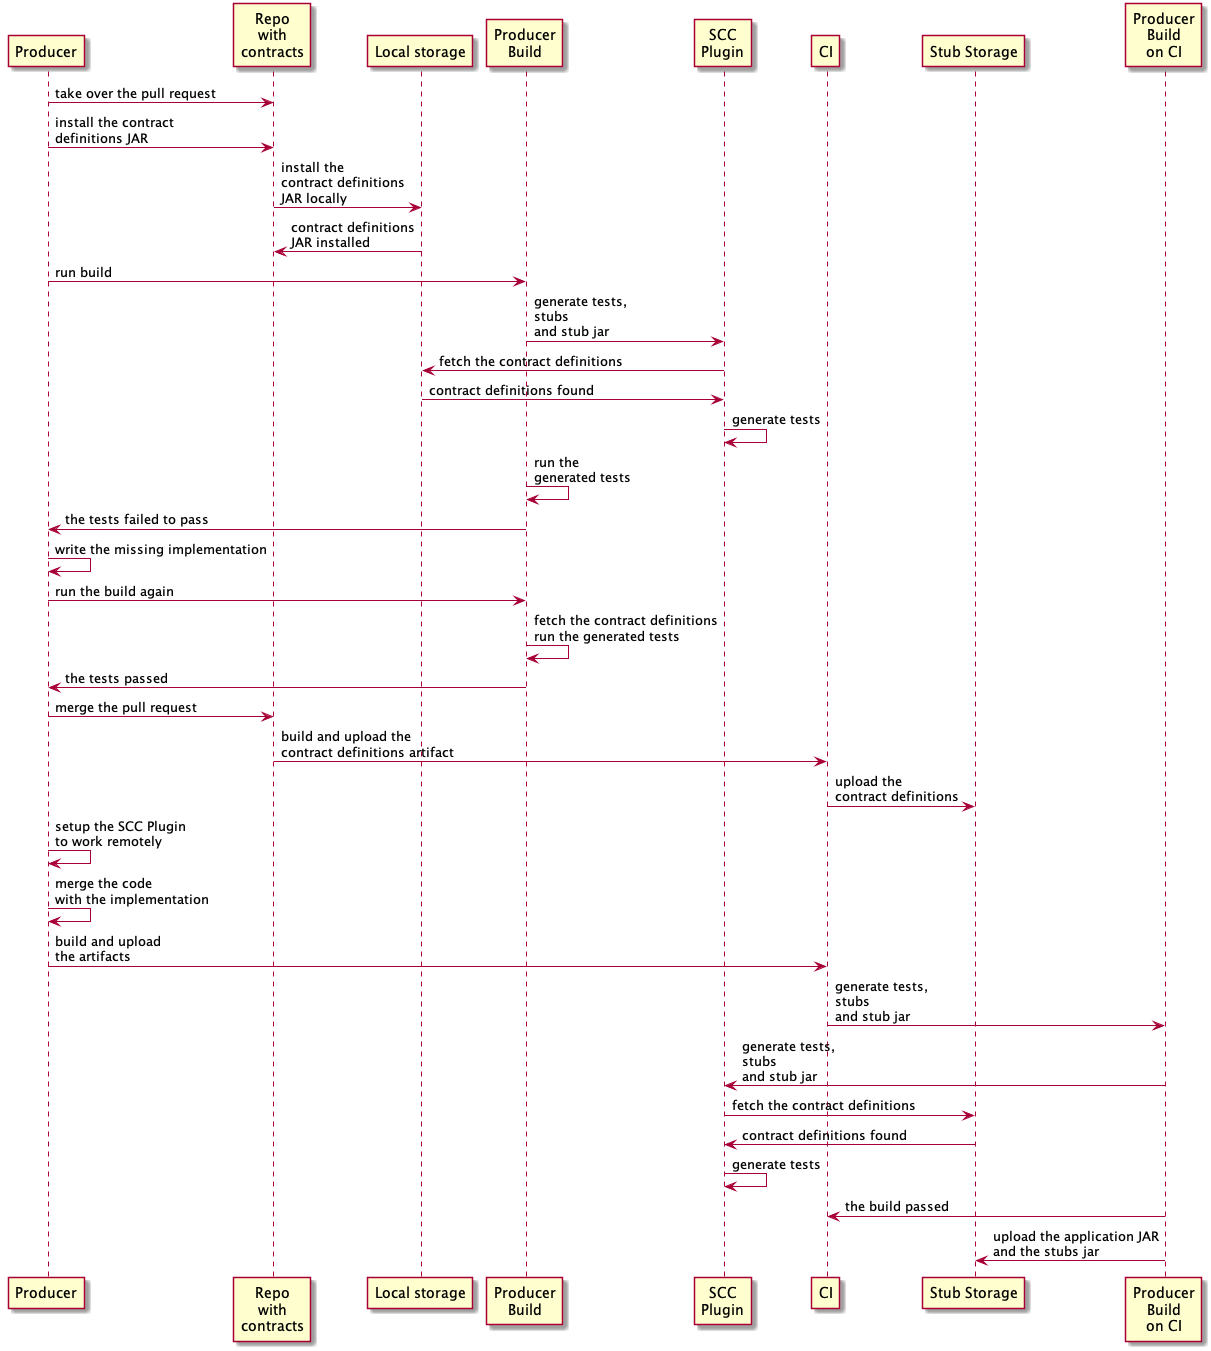 Producer
Repo
with
contracts
Local storage
Producer
Build
SCC
Plugin
CI
Stub Storage
Producer
Build
on CI
take over the pull request
install the contract
definitions JAR
install the
contract definitions
JAR locally
contract definitions
JAR installed
run build
generate tests,
stubs
and stub jar
fetch the contract definitions
contract definitions found
generate tests
run the
generated tests
the tests failed to pass
write the missing implementation
run the build again
fetch the contract definitions
run the generated tests
the tests passed
merge the pull request
build and upload the
contract definitions artifact
upload the
contract definitions
setup the SCC Plugin
to work remotely
merge the code
with the implementation
build and upload
the artifacts
generate tests,
stubs
and stub jar
generate tests,
stubs
and stub jar
fetch the contract definitions
contract definitions found
generate tests
the build passed
upload the application JAR
and the stubs jar
Producer
Repo
with
contracts
Local storage
Producer
Build
SCC
Plugin
CI
Stub Storage
Producer
Build
on CI